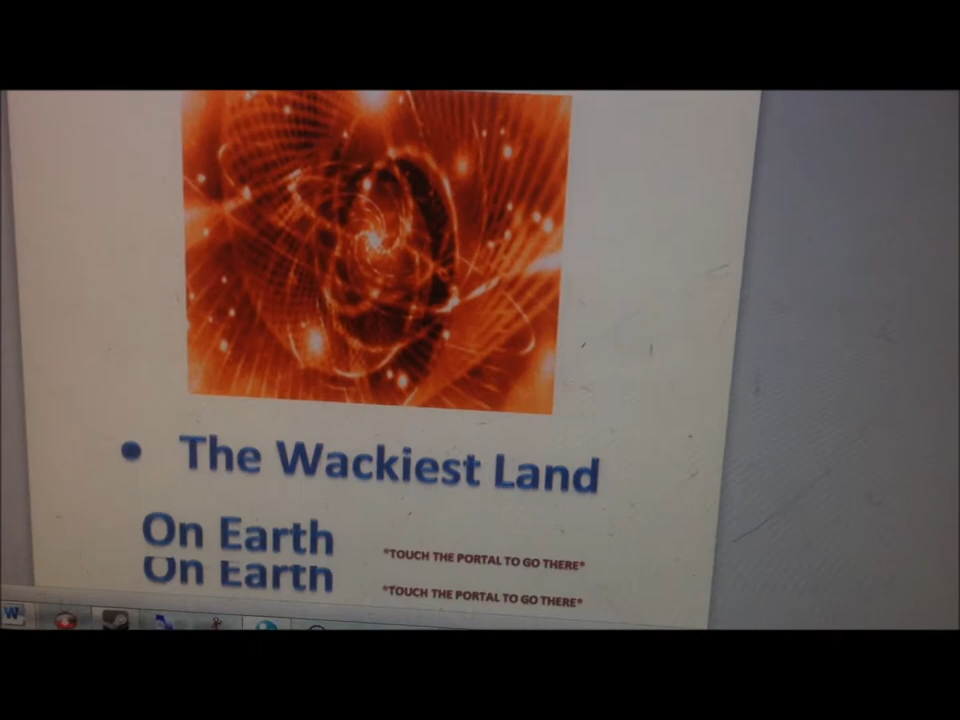 • The Wackiest Land
On Earth
*TOUCH THE PORTAL TO GO THERE*
On Earth
*TOUCH THE PORTAL TO GO THERE*
W